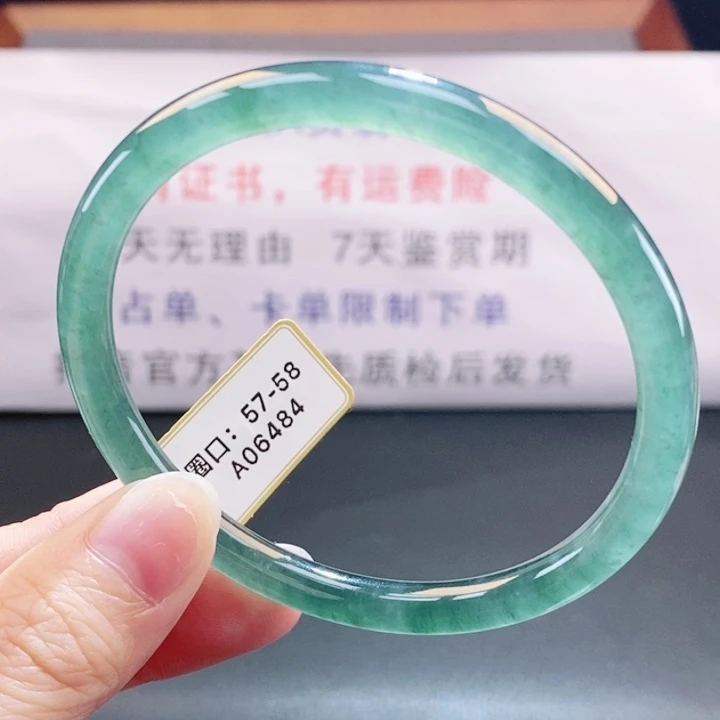 证书，有运费险
天无理由 7天鉴赏期
占单、卡单限制下单
官方 质检后发货
圈口：57-58
A06484